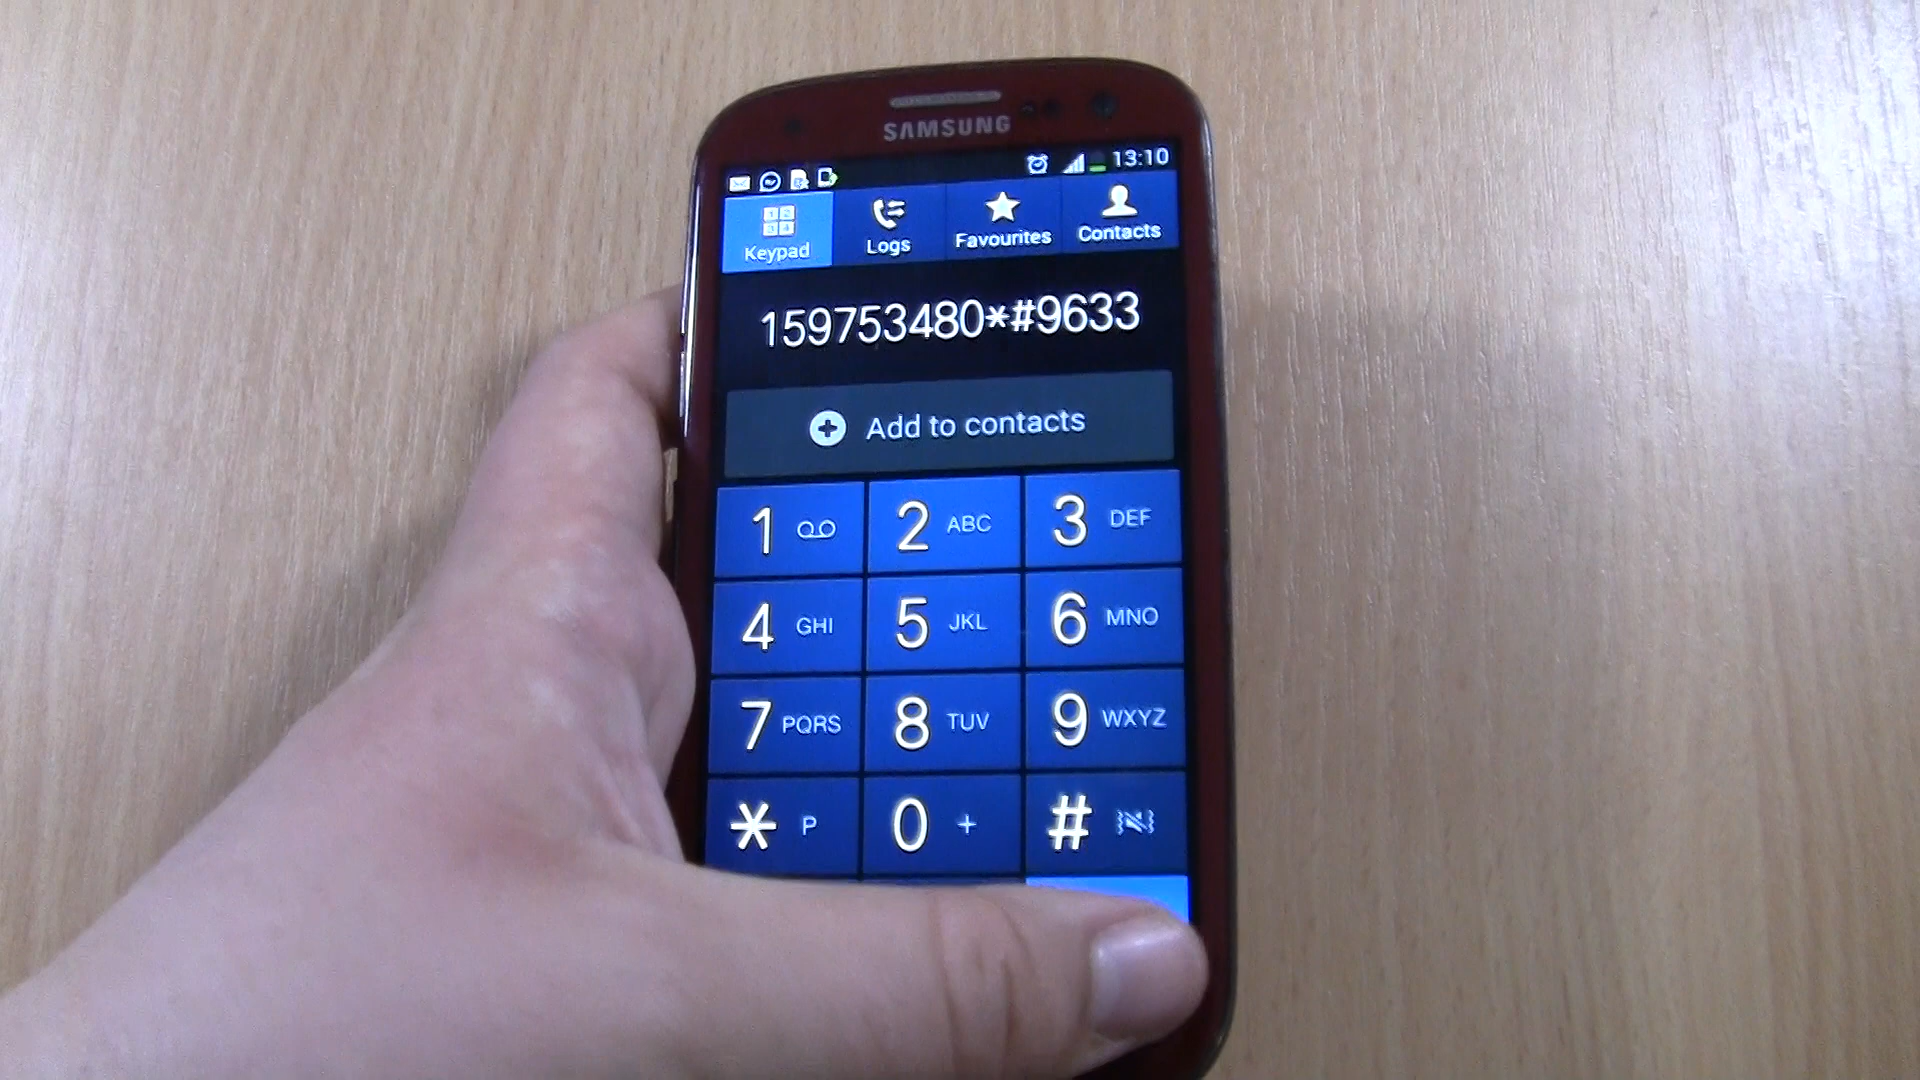 SAMSUNG
13:10
Keypad
Logs
Favourites
Contacts
159753480*#9633
Add to contacts
1
2 ABC
3 DEF
4 GHI
5 JKL
6 MNO
7 PQRS
8 TUV
9 WXYZ
* P
0 +
#